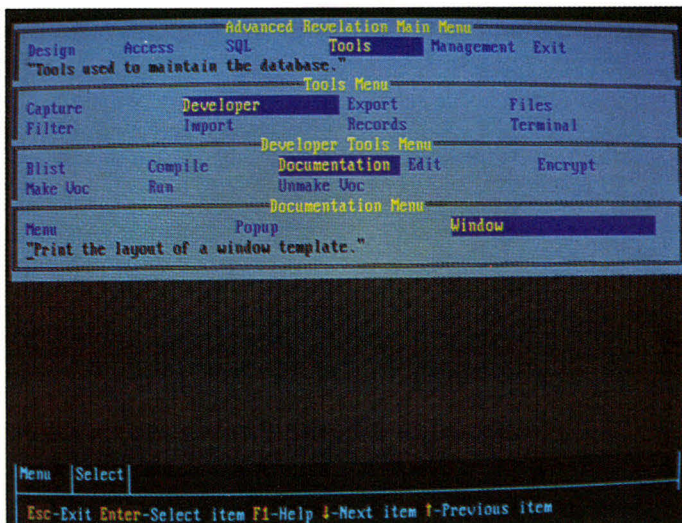 Advanced Revelation Main Menu
Design Access SQL Tools Management Exit
"Tools used to maintain the database."
Tools Menu
Capture Developer Export Files
Filter Import Records Terminal
Developer Tools Menu
Blist Compile Documentation Edit Encrypt
Make Voc Run Unmake Voc
Documentation Menu
Menu Popup Window
"Print the layout of a window template."
Menu Select
Esc-Exit Enter-Select item F1-Help ↓-Next item ↑-Previous item